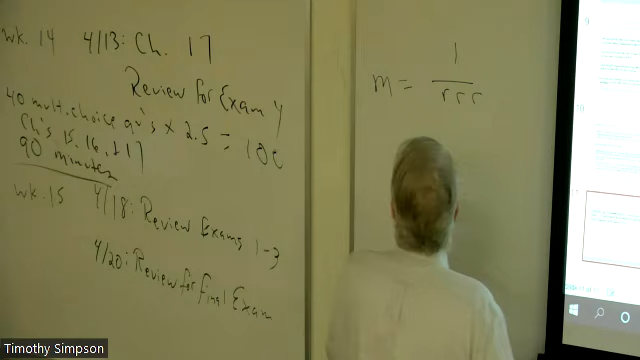 wk. 14 4/13: Ch. 17
Review for Exam 4
40 mult. choice qu's x 2.5 = 100
Ch's 15, 16, + 17
90 minutes
wk. 15 4/18: Review Exams 1-3
4/20: Review for Final Exam
m = 1
rrr
Timothy Simpson